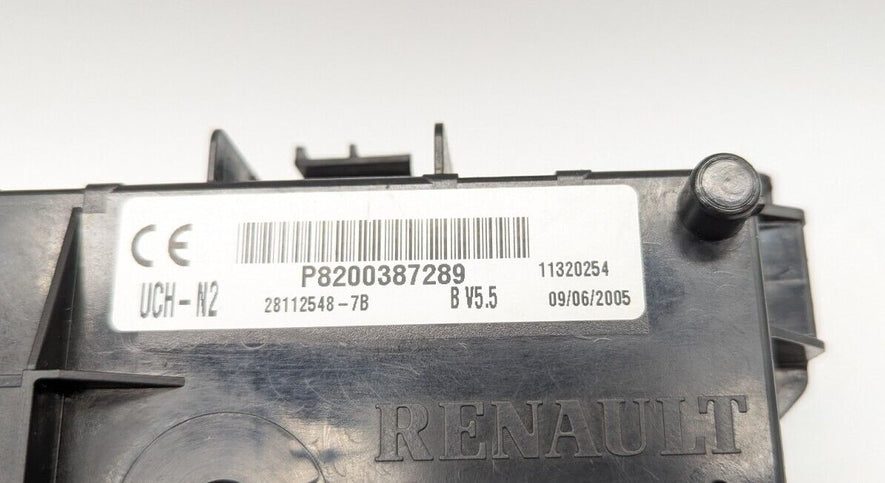 CE
P8200387289 11320254
UCH-N2 28112548-7B B V5.5 09/06/2005
RENAULT